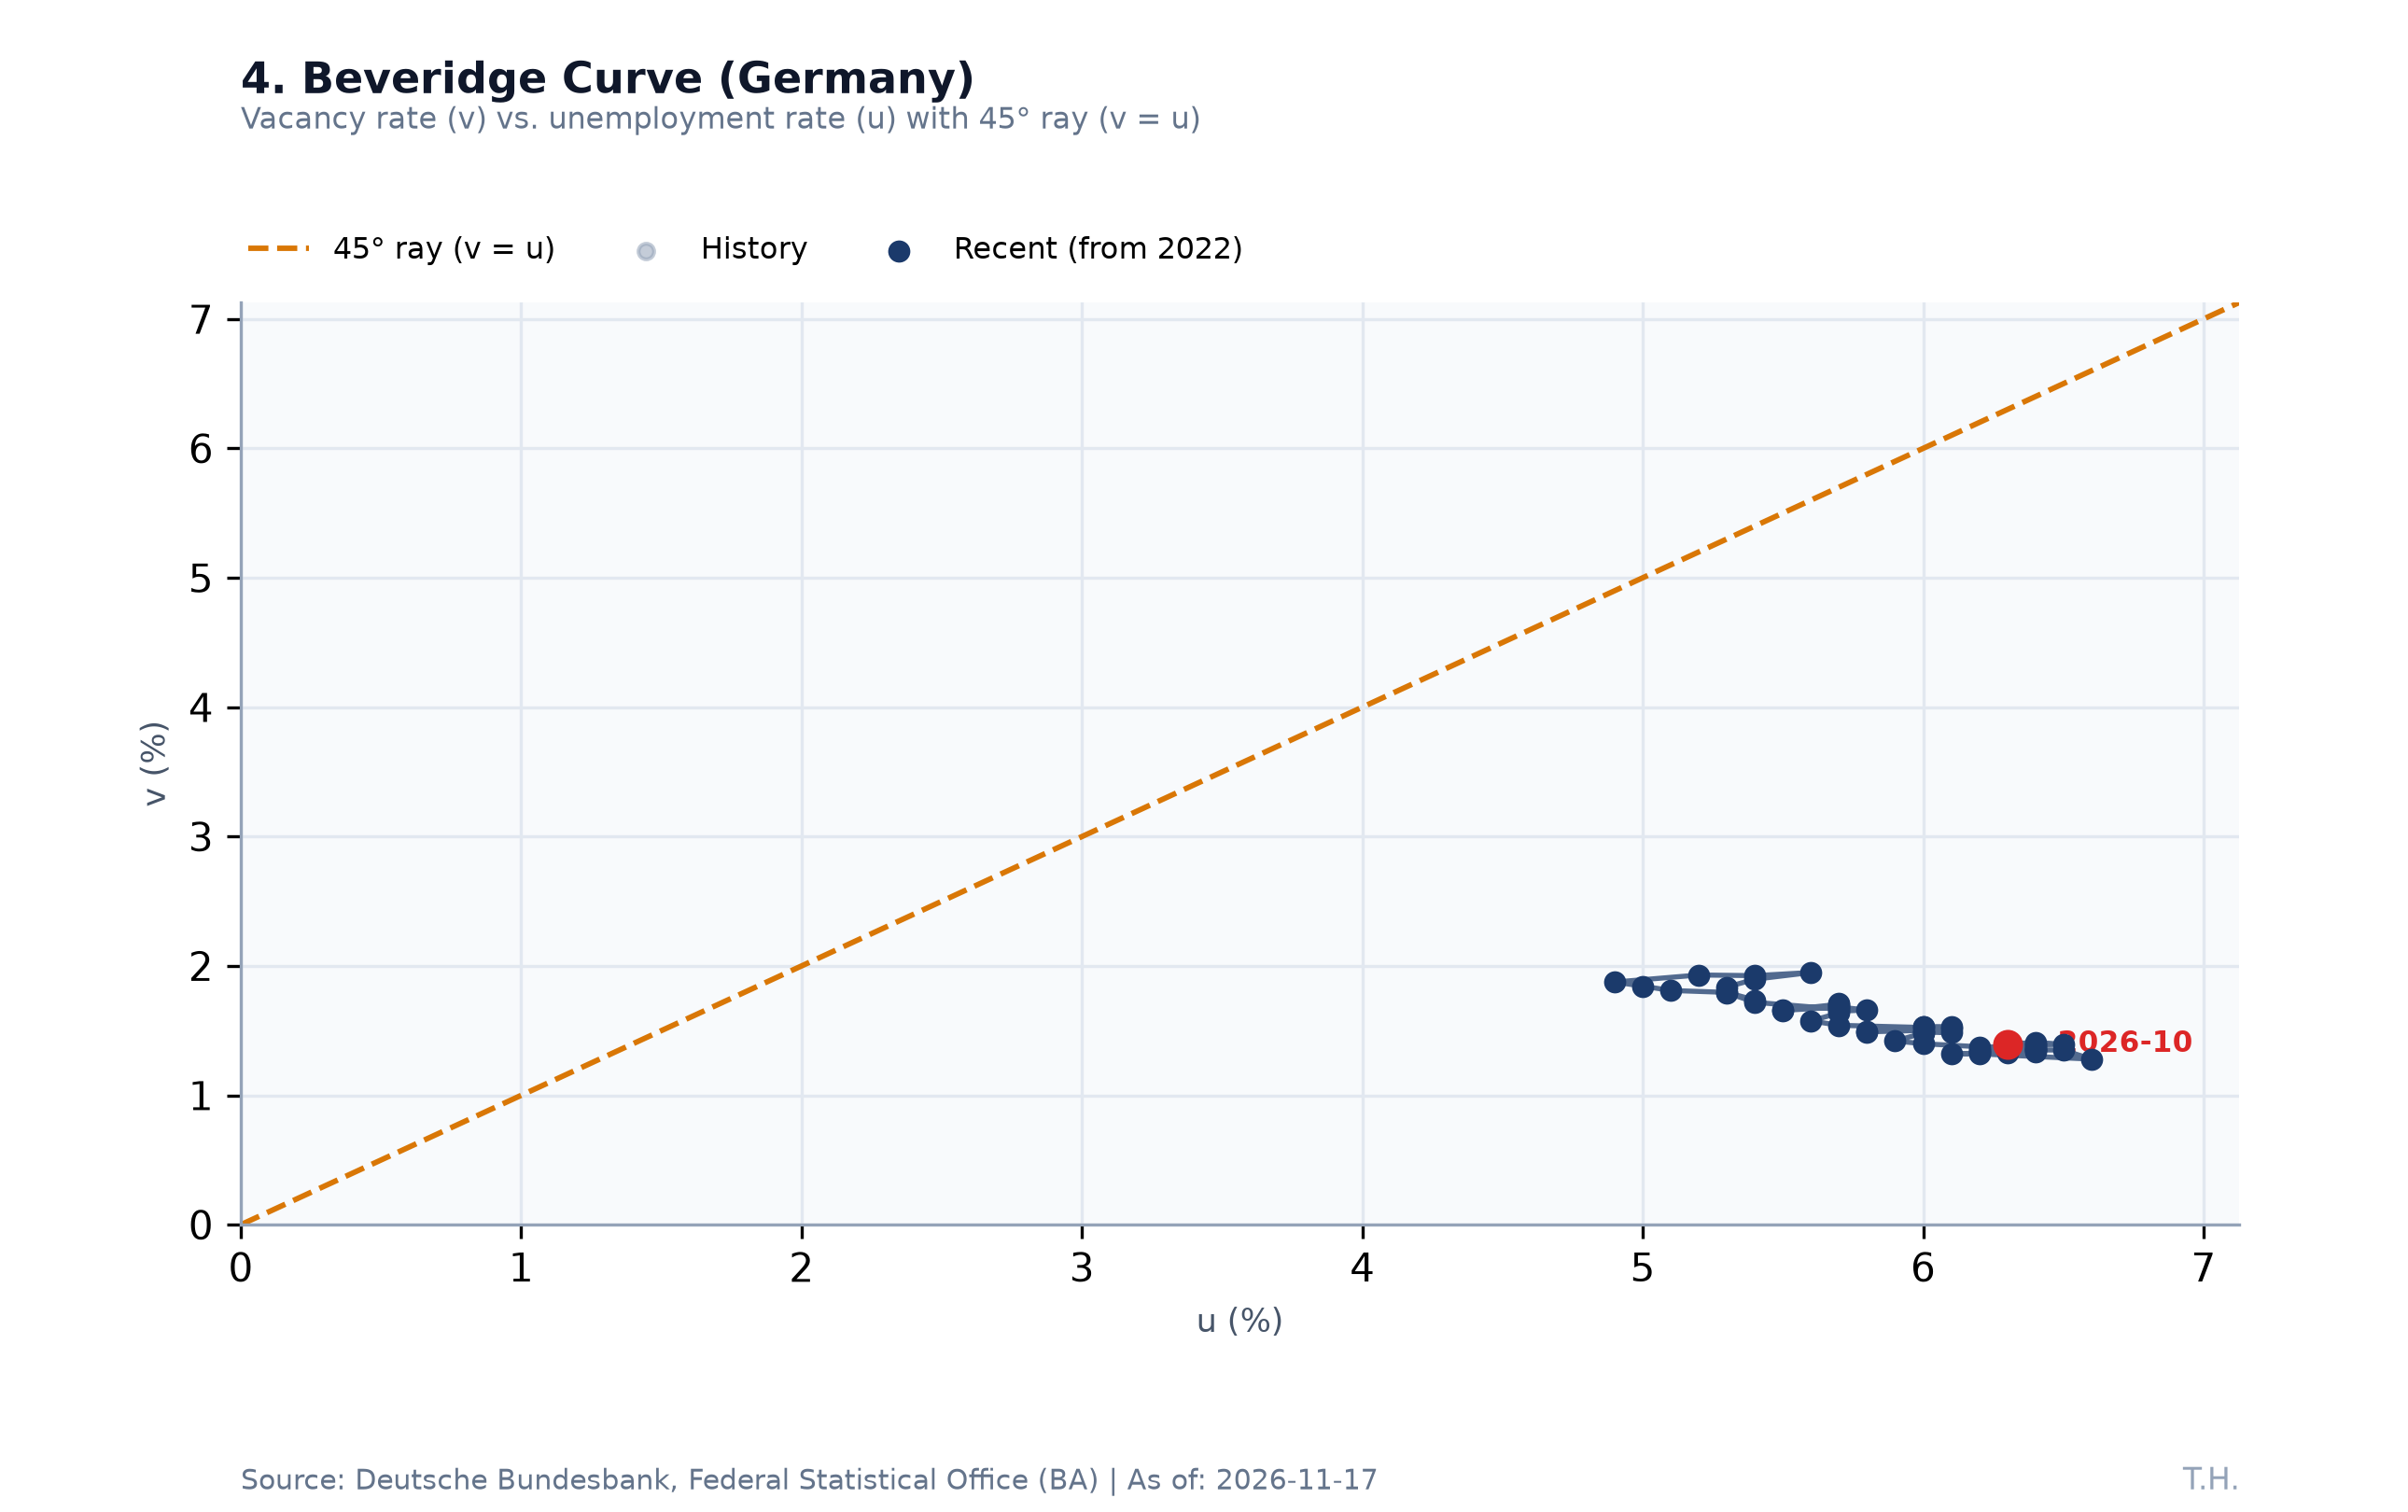 4. Beveridge Curve (Germany)
Vacancy rate (v) vs. unemployment rate (u) with 45° ray (v = u)
45° ray (v = u) History Recent (from 2022)
7
6
5
4
3
2
1
0
v (%)
2026-10
0 1 2 3 4 5 6 7
u (%)
Source: Deutsche Bundesbank, Federal Statistical Office (BA) | As of: 2026-11-17
T.H.